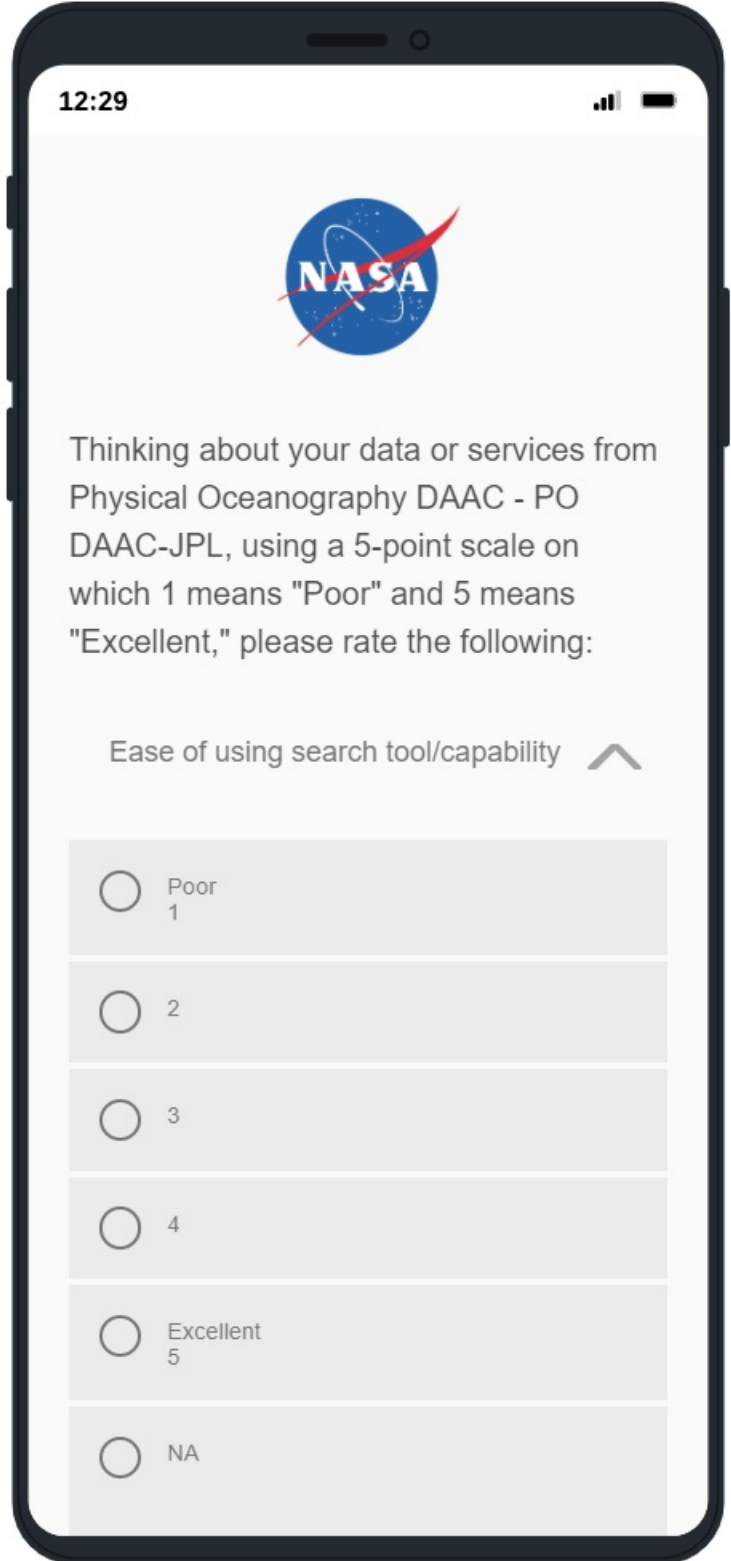 12:29
NASA
Thinking about your data or services from
Physical Oceanography DAAC - PO
DAAC-JPL, using a 5-point scale on
which 1 means "Poor" and 5 means
"Excellent," please rate the following:
Ease of using search tool/capability
Poor
1
2
3
4
Excellent
5
NA